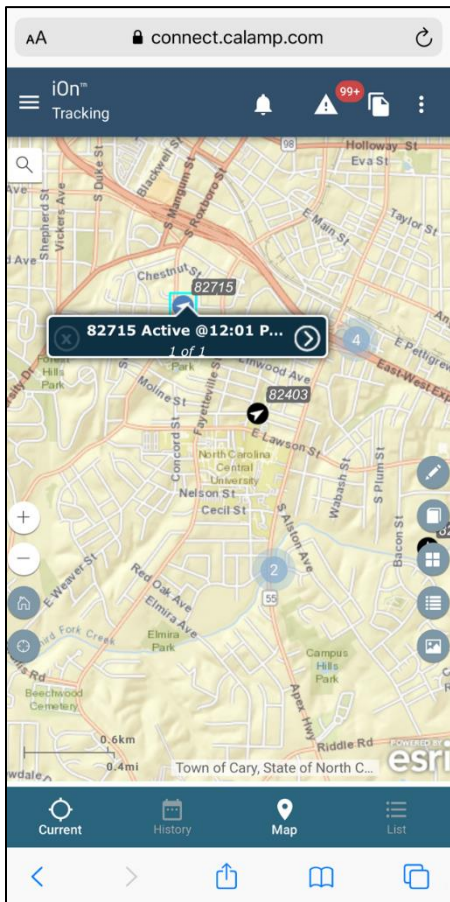 AA
connect.calamp.com
iOn™
Tracking
99+
98
Holloway St
Eva St
Blackwell St
S Mangum St
S Roxboro St
S Duke St
Vickers Ave
Shepherd St
Ave
d Ave
E Main St
Taylor St
Chestnut St
82715
82715 Active @12:01 P...
1 of 1
4
E Pettigrew
East-West Exp
Hills
Park
Park
Linwood Ave
Moline St
Fayetteville St
Concord St
82403
E Lawson St
North Carolina
Central
University
Nelson St
Cecil St
Wabash St
S Plum St
Bacon St
S Alston Ave
2
55
E Weaver St
Red Oak Ave
Elmira Ave
Elmira
Park
Campus
Hills
Park
Beechwood
Cemetery
Apex Hwy
Riddle Rd
0.6km
0.4mi
Town of Cary, State of North C...
POWERED BY
esri
Current
History
Map
List